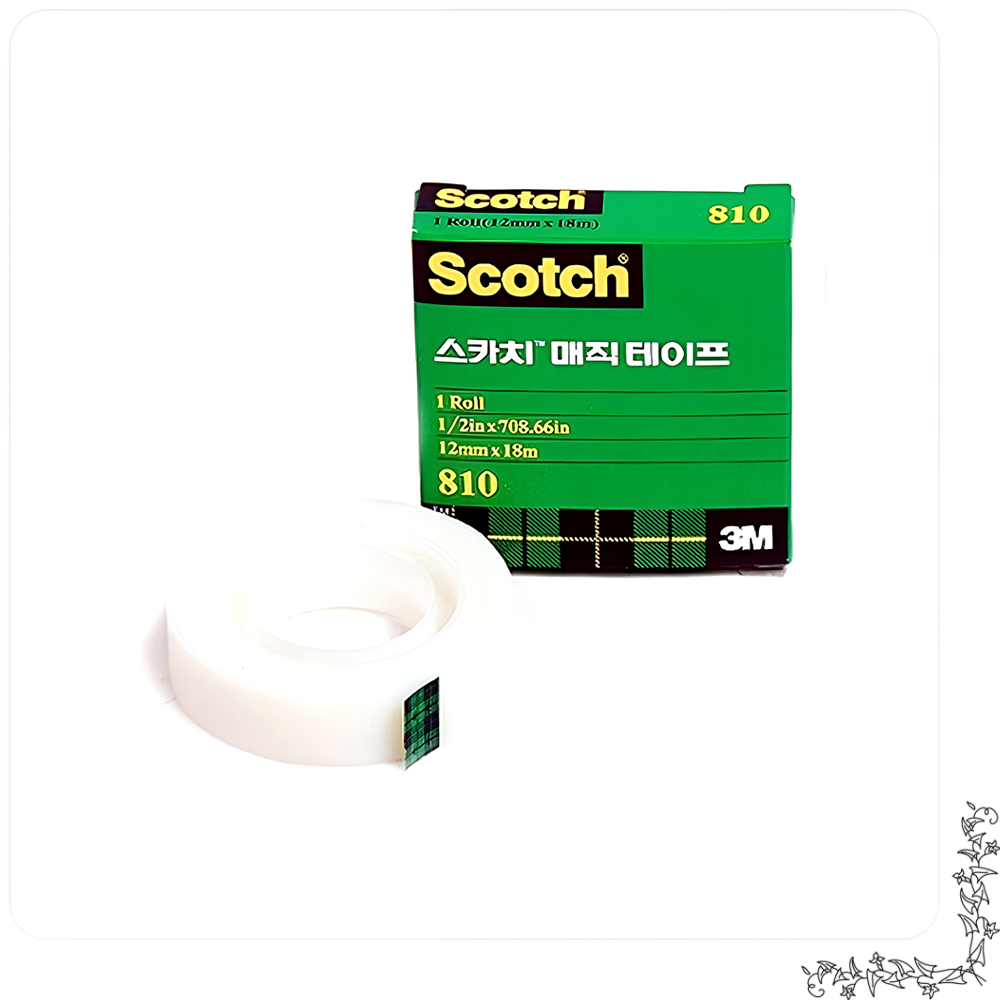 Scotch
1 Roll(12mm x 18m)
810
Scotch®
스카치™ 매직 테이프
1 Roll
1/2in x 708.66in
12mm x 18m
810
3M